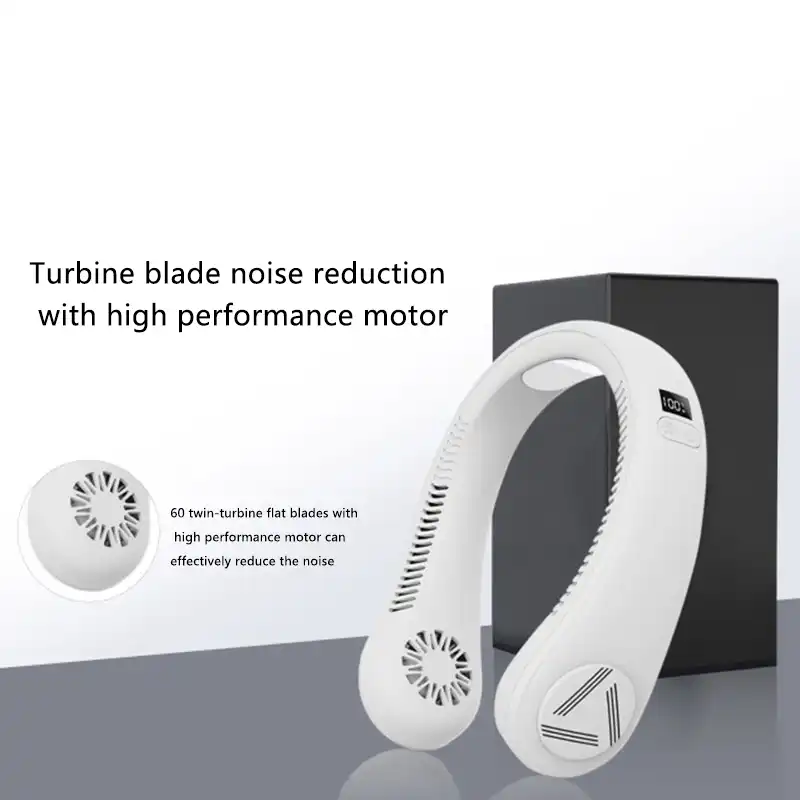 Turbine blade noise reduction
with high performance motor
100%
60 twin-turbine flat blades with
high performance motor can
effectively reduce the noise